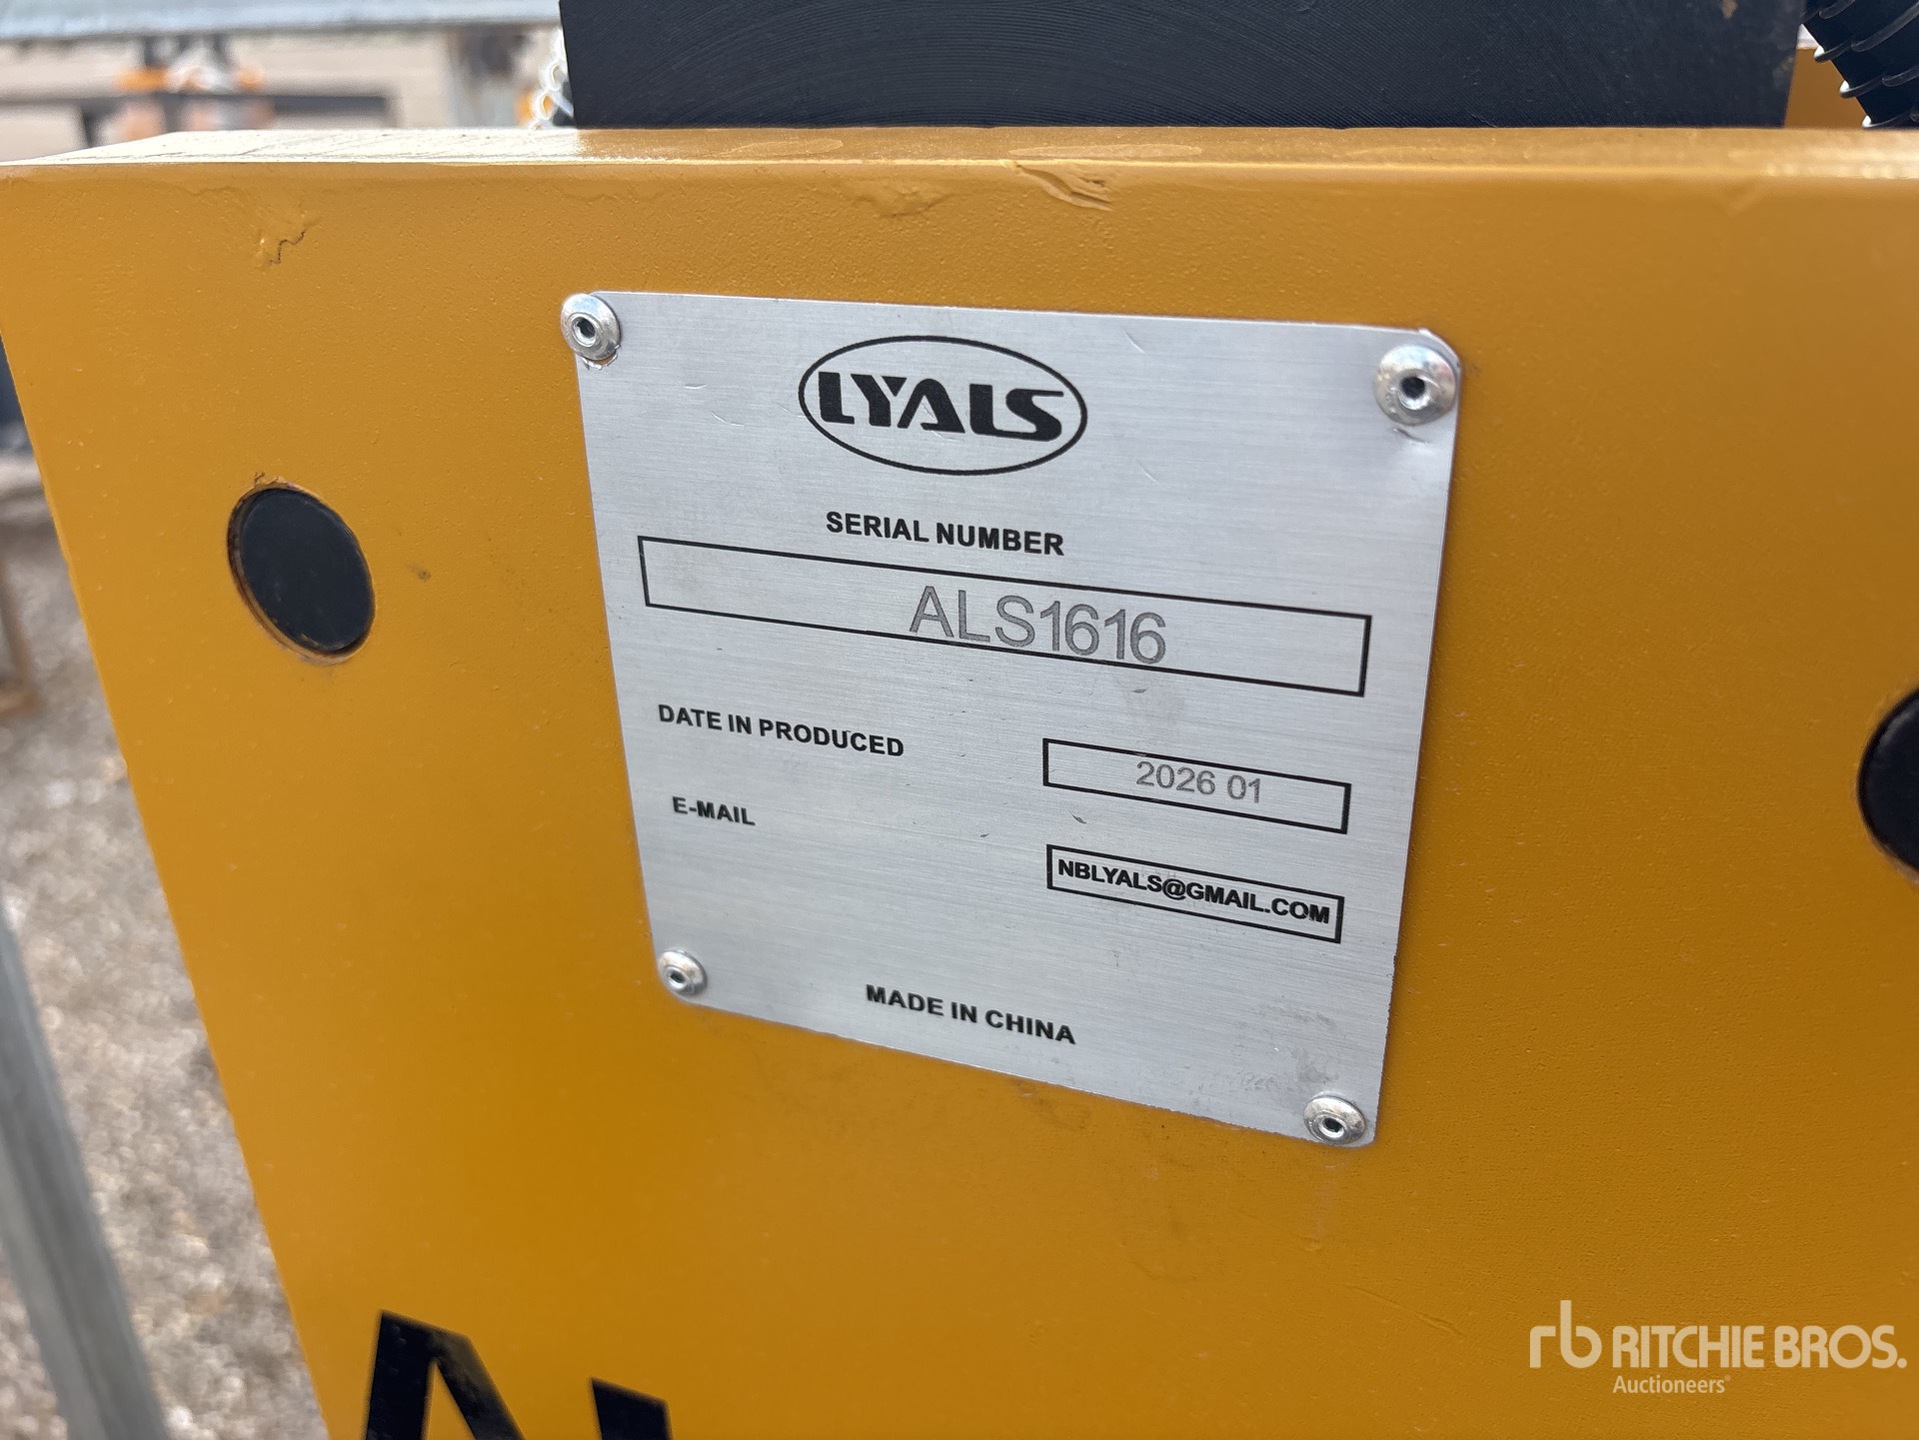 LYALS
SERIAL NUMBER
ALS1616
DATE IN PRODUCED
2026 01
E-MAIL
NBLYALS@GMAIL.COM
MADE IN CHINA
rb RITCHIE BROS.
Auctioneers